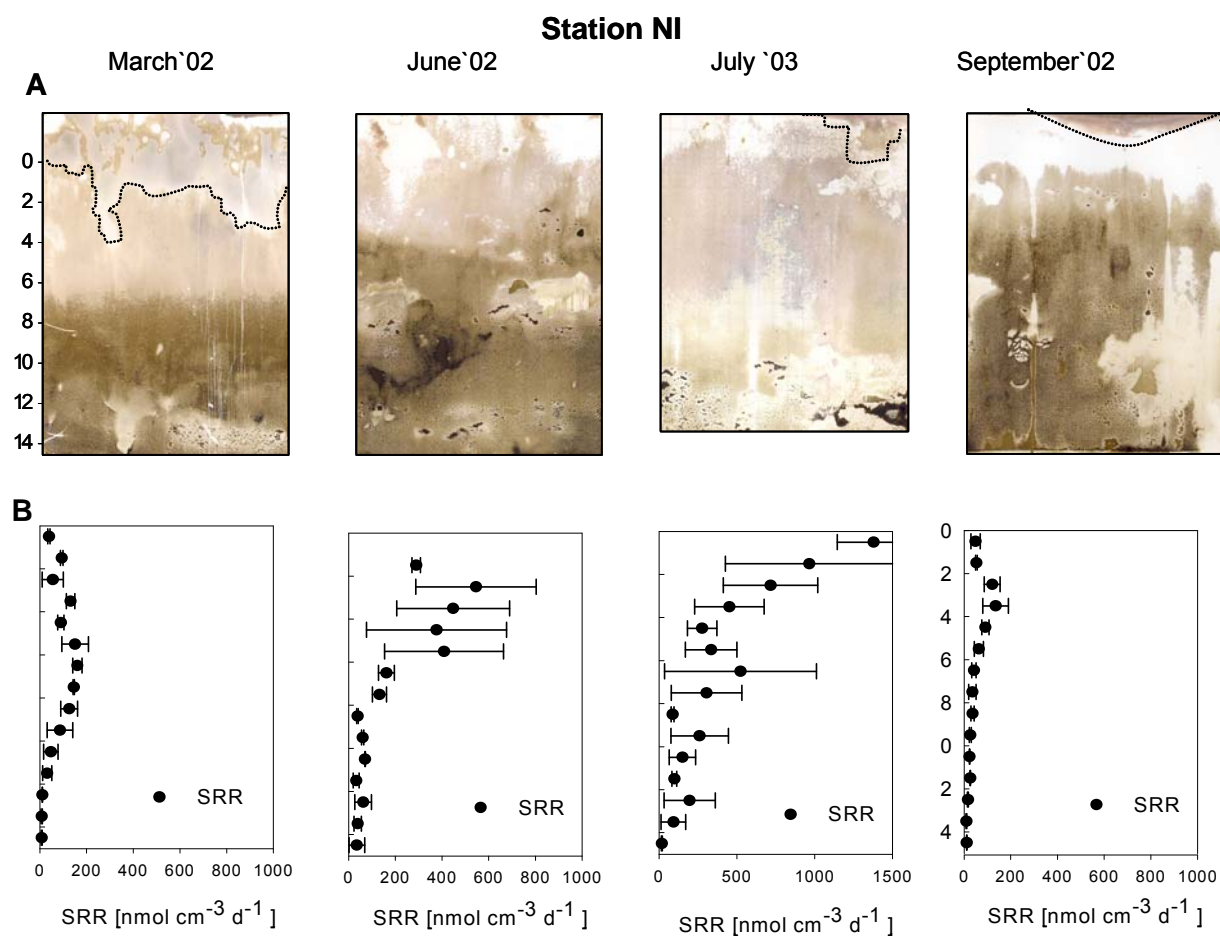 Station NI
March`02 June`02 July `03 September`02
A
0
2
4
6
8
10
12
14
B
0
2
4
6
8
0
2
4
SRR SRR SRR SRR
0 200 400 600 800 1000 0 200 400 600 800 1000 0 500 1000 1500 0 200 400 600 800 1000
SRR [nmol cm⁻³ d⁻¹ ] SRR [nmol cm⁻³ d⁻¹ ] SRR [nmol cm⁻³ d⁻¹ ] SRR [nmol cm⁻³ d⁻¹ ]